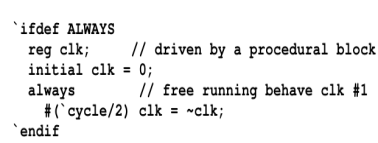 `ifdef ALWAYS
  reg clk;     // driven by a procedural block
  initial clk = 0;
  always       // free running behave clk #1
    #(`cycle/2) clk = ~clk;
`endif